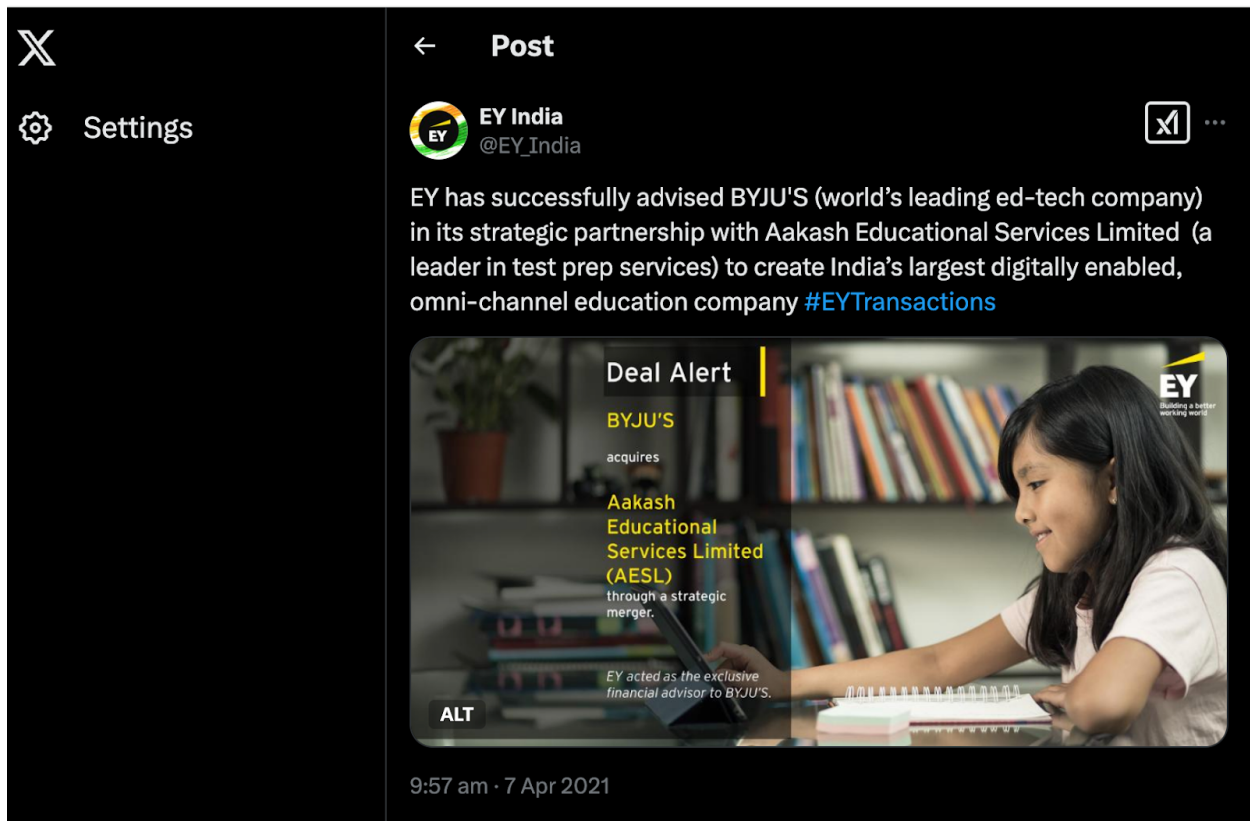 Settings
Post
EY
EY India
@EY_India
EY has successfully advised BYJU'S (world’s leading ed-tech company)
in its strategic partnership with Aakash Educational Services Limited  (a
leader in test prep services) to create India’s largest digitally enabled,
omni-channel education company #EYTransactions
Deal Alert
BYJU'S
acquires
Aakash
Educational
Services Limited
(AESL)
through a strategic
merger.
EY acted as the exclusive
financial advisor to BYJU'S.
EY
Building a better
working world
ALT
9:57 am · 7 Apr 2021